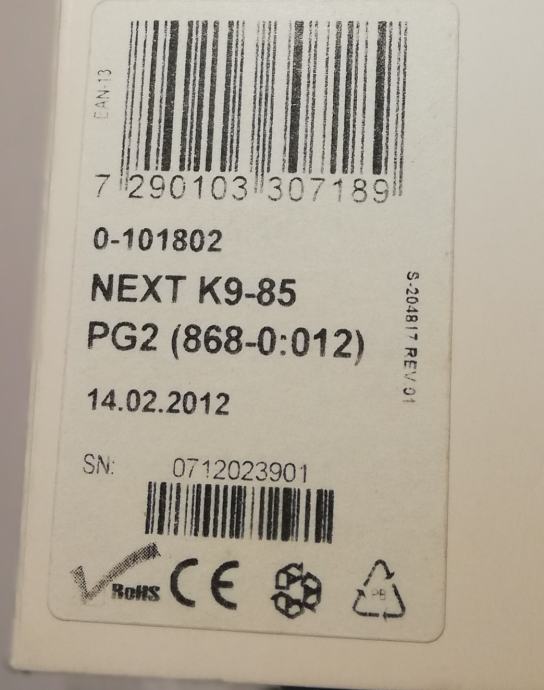 EAN-13
7 290103 307189
0-101802
NEXT K9-85
PG2 (868-0:012)
S-204817 REV 01
14.02.2012
SN: 0712023901
RoHS CE
PB